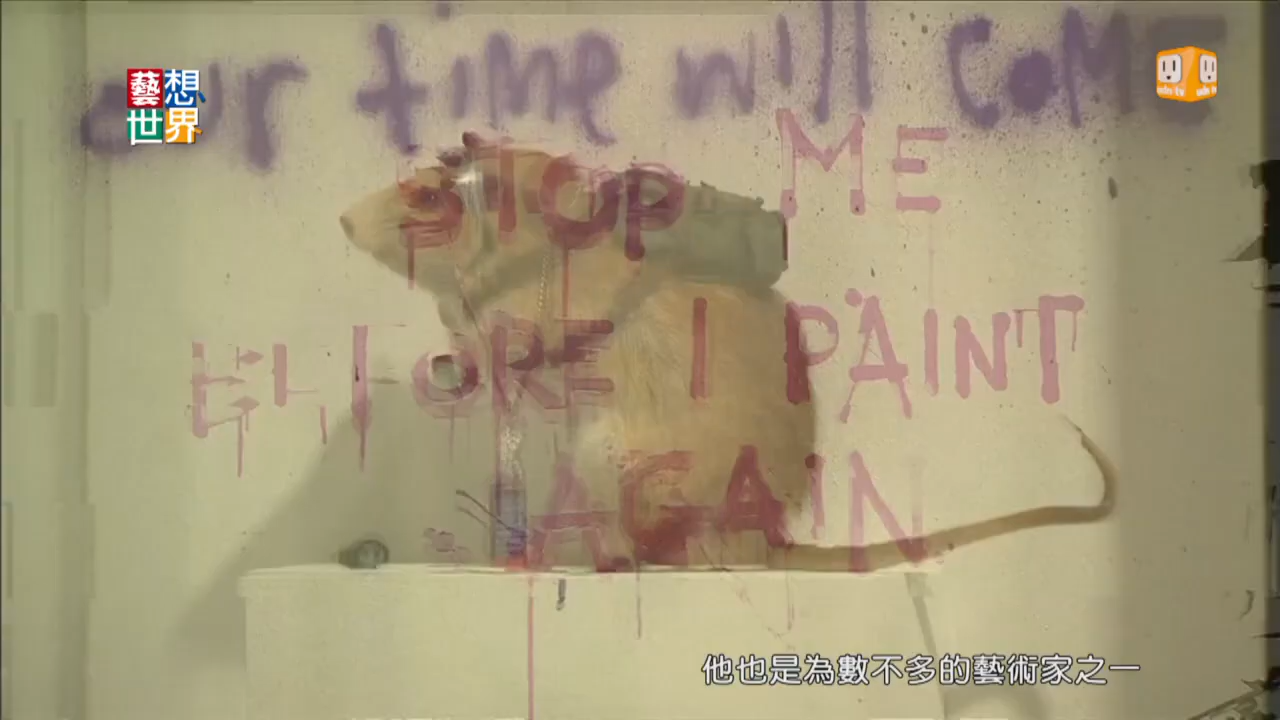 our time will COME
藝想
世界
STOP ME
BEFORE I PAINT
AGAIN
他也是為數不多的藝術家之一